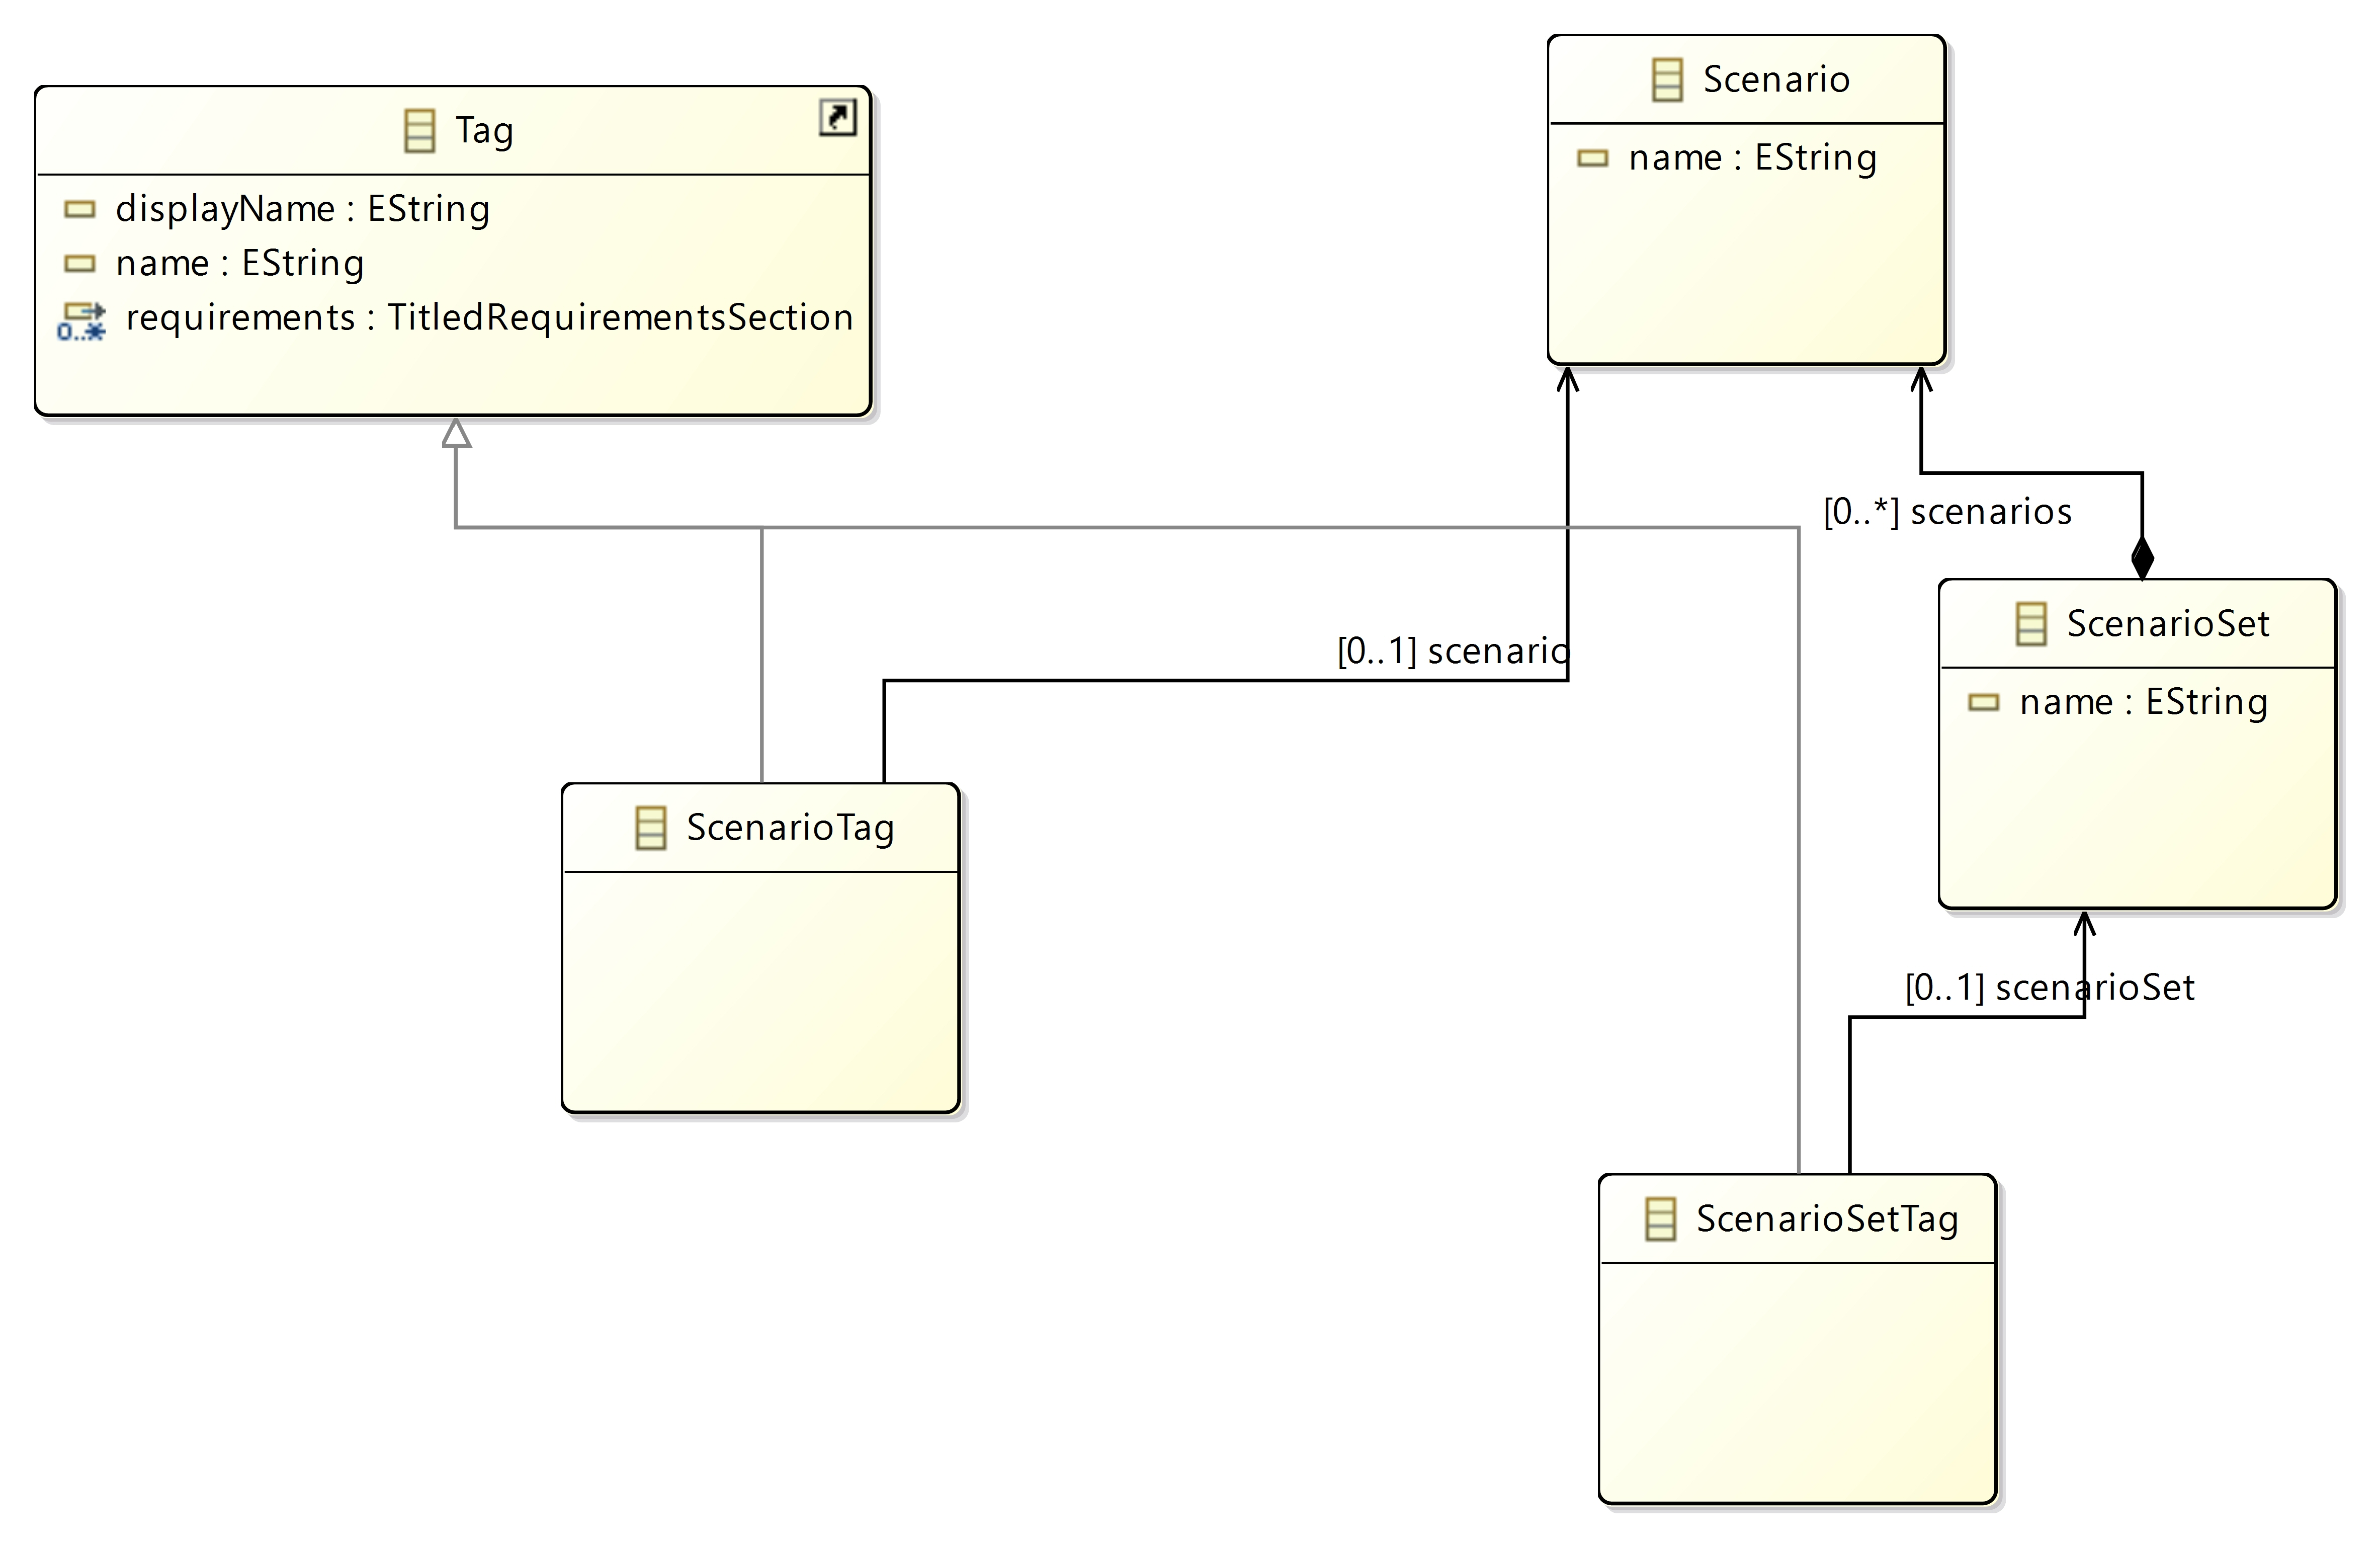 Tag
displayName : EString
name : EString
0..* requirements : TitledRequirementsSection
Scenario
name : EString
[0..*] scenarios
[0..1] scenario
ScenarioSet
name : EString
ScenarioTag
[0..1] scenarioSet
ScenarioSetTag